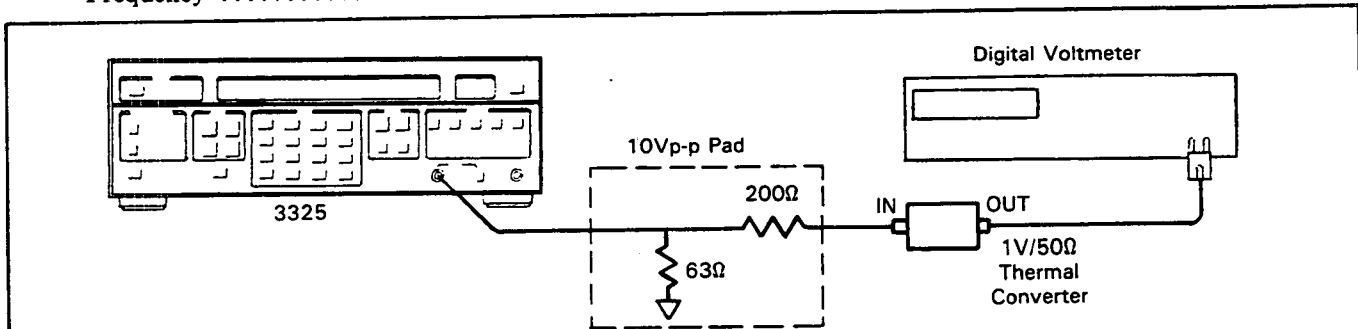 Frequency ............
Digital Voltmeter
10Vp-p Pad
200Ω
IN
OUT
3325
63Ω
1V/50Ω
Thermal
Converter